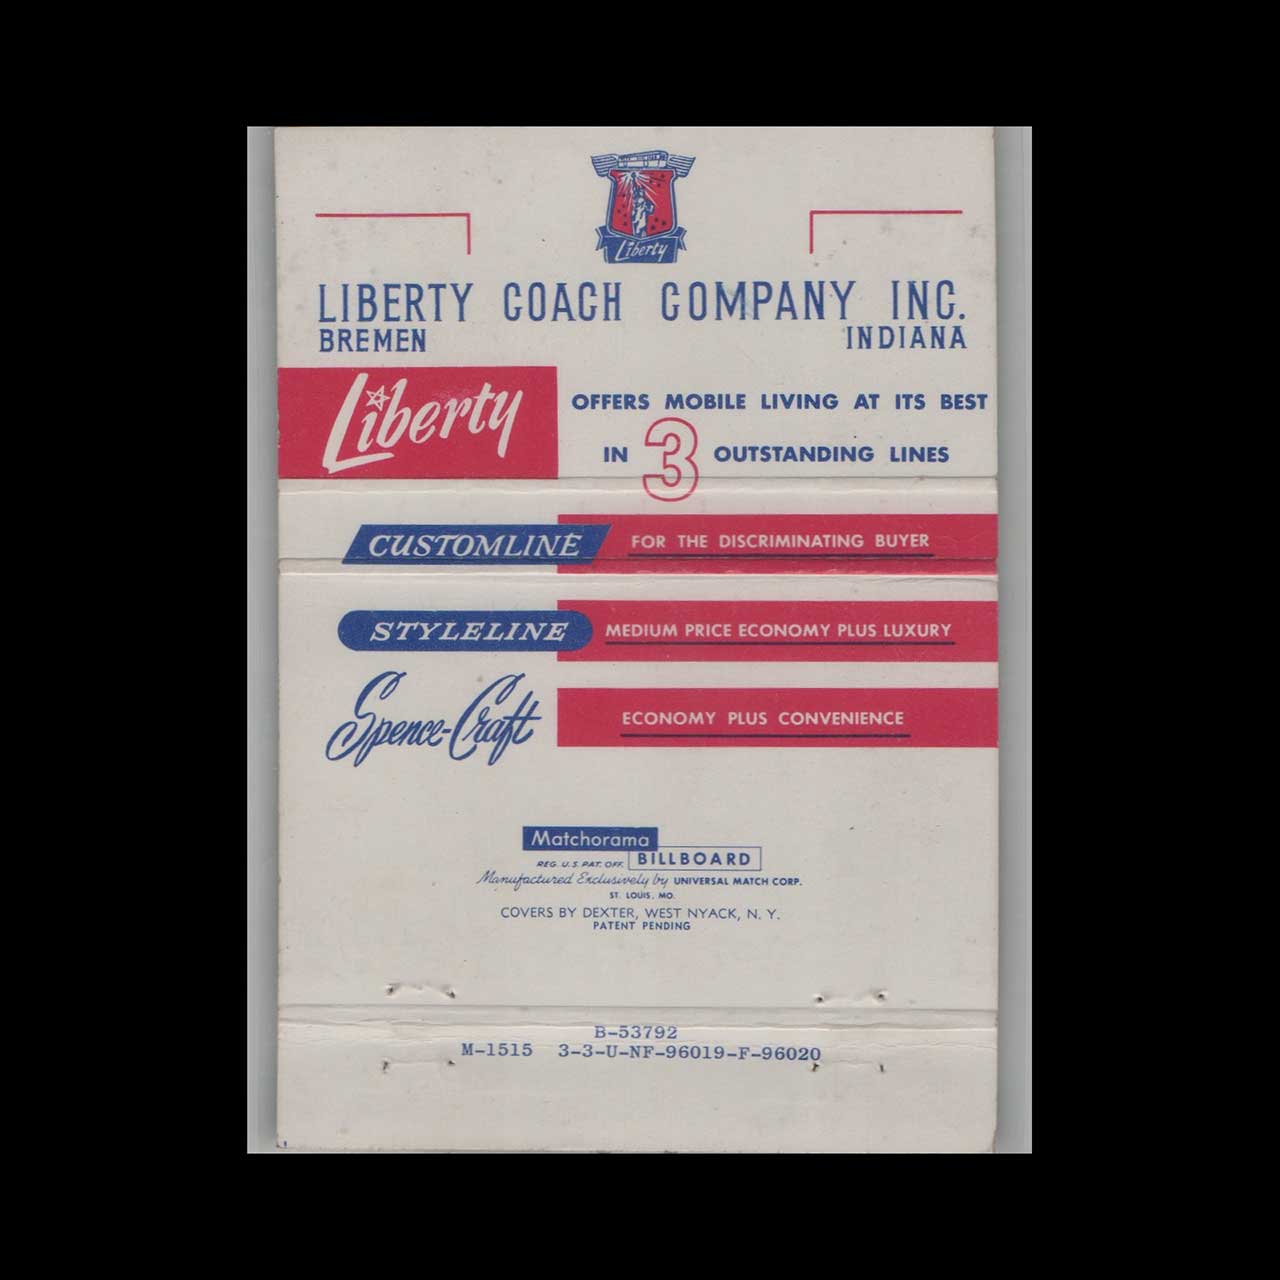 Liberty
LIBERTY COACH COMPANY INC.
BREMEN INDIANA
Liberty OFFERS MOBILE LIVING AT ITS BEST
IN 3 OUTSTANDING LINES
CUSTOMLINE FOR THE DISCRIMINATING BUYER
STYLELINE MEDIUM PRICE ECONOMY PLUS LUXURY
Spence-Craft ECONOMY PLUS CONVENIENCE
Matchorama
REG. U.S. PAT. OFF. BILLBOARD
Manufactured Exclusively by UNIVERSAL MATCH CORP.
ST. LOUIS, MO.
COVERS BY DEXTER, WEST NYACK, N. Y.
PATENT PENDING
B-53792
M-1515 3-3-U-NF-96019-F-96020